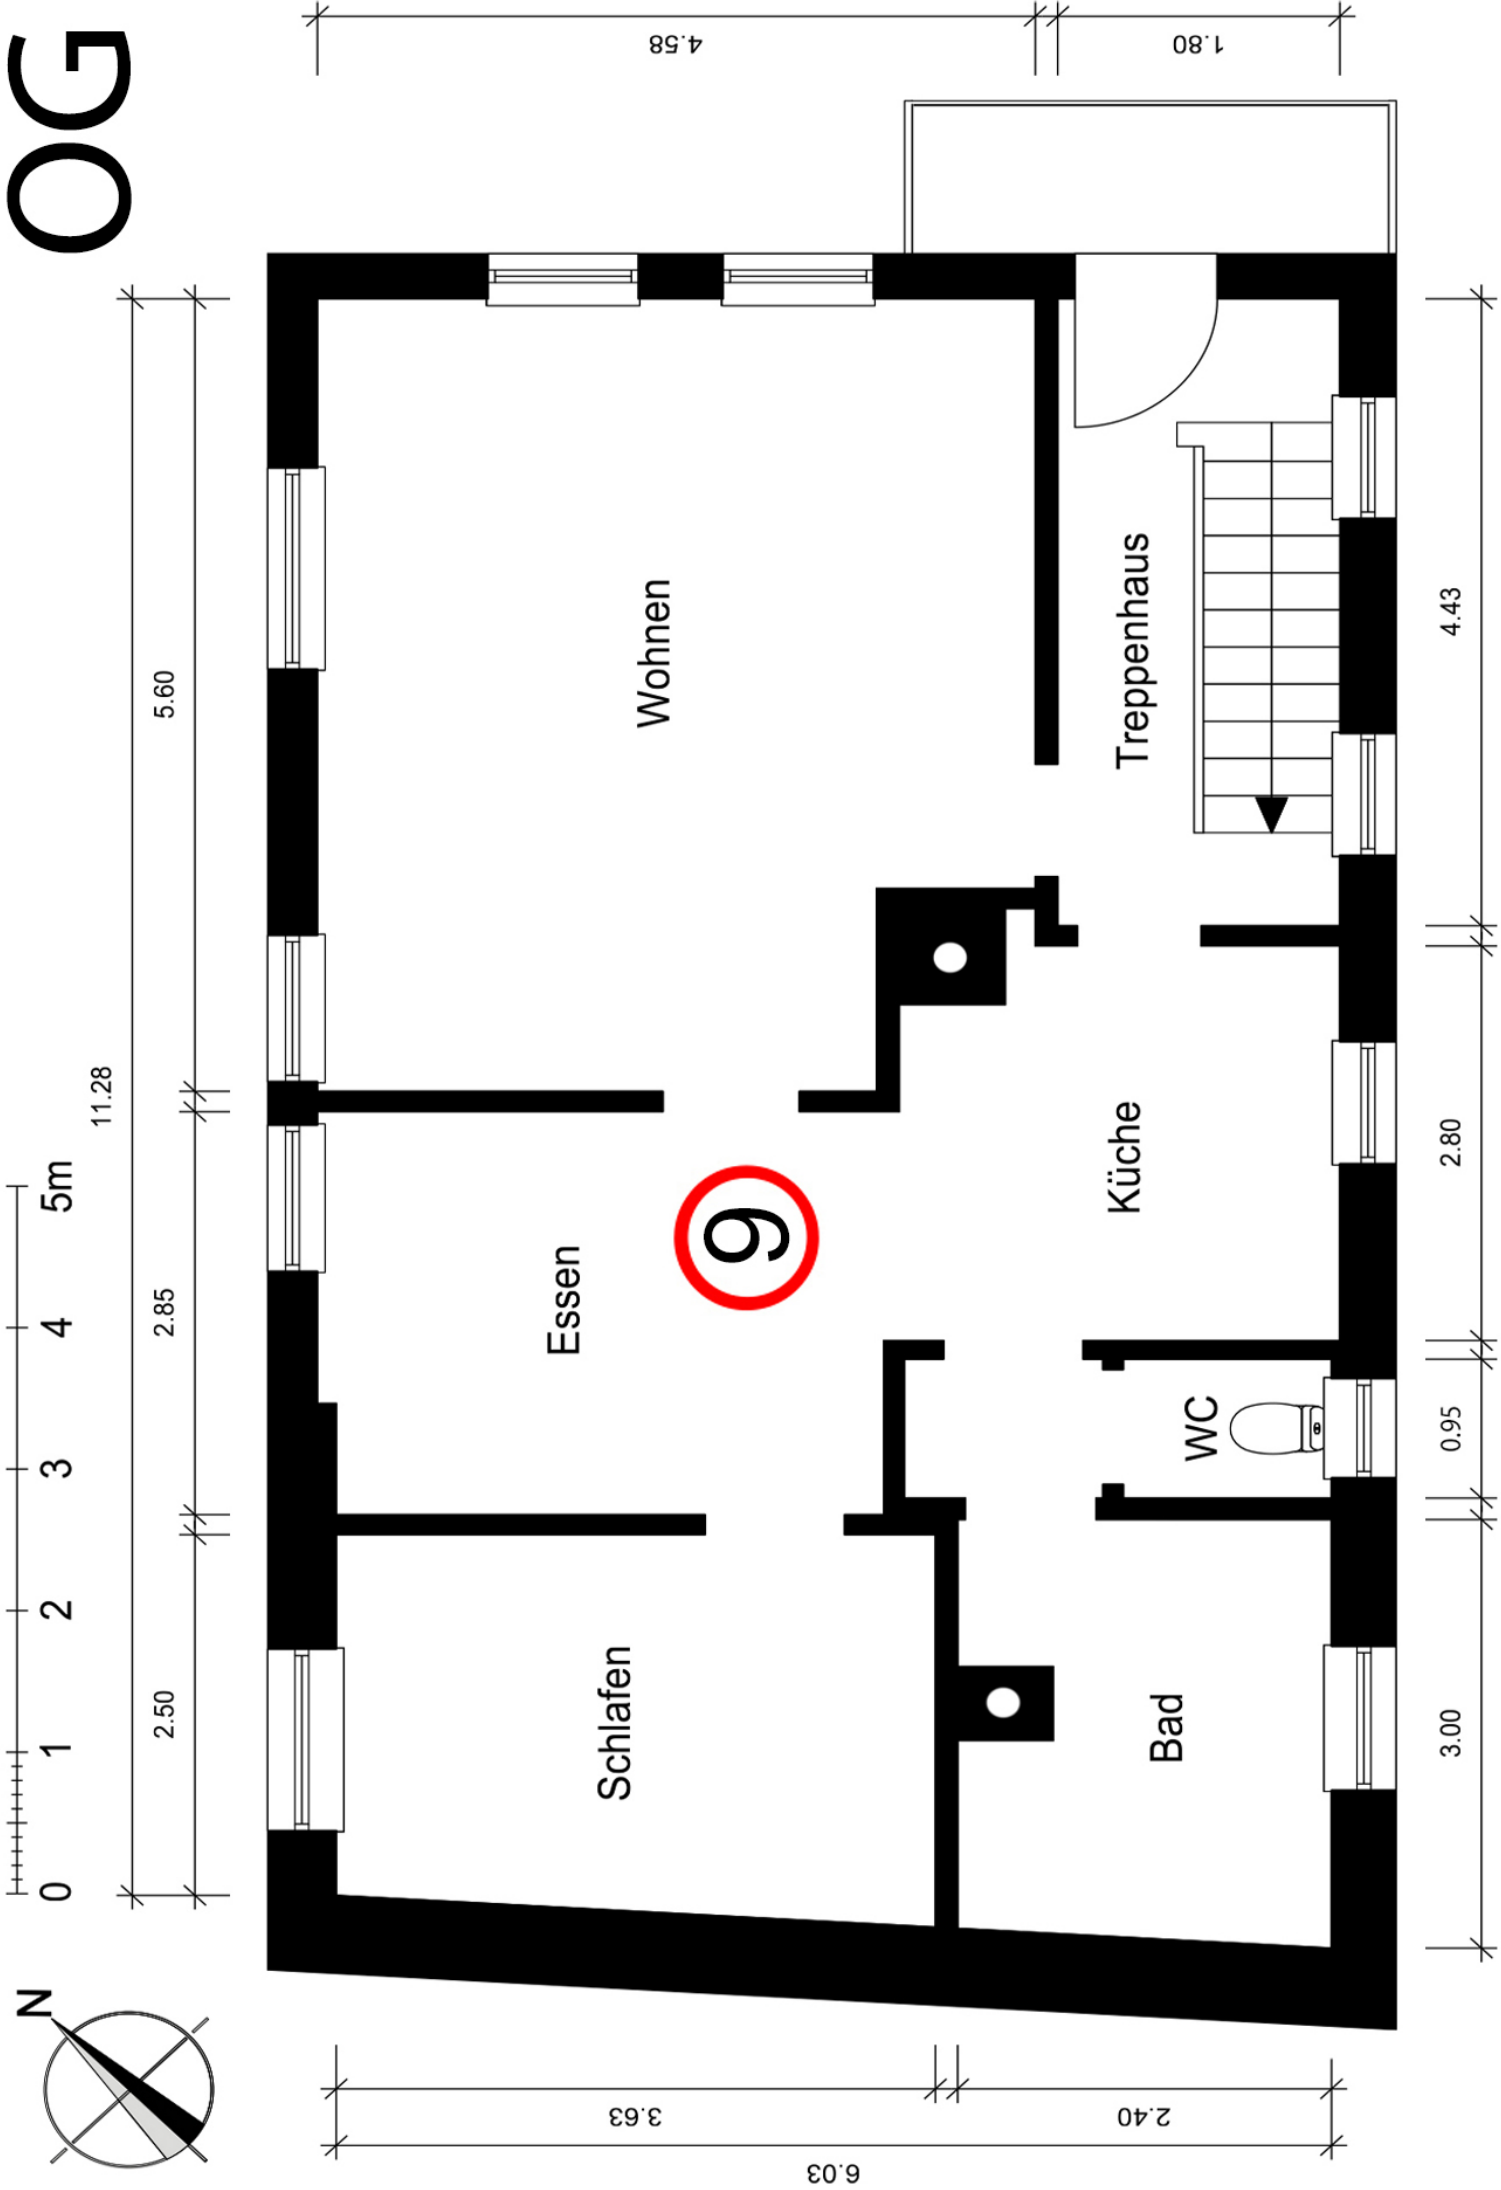 OG
4.58
1.80
5.60
11.28
2.85
2.50
5m
4
3
2
1
0
Wohnen
Treppenhaus
4.43
Essen
9
Küche
2.80
WC
0.95
Schlafen
Bad
3.00
N
3.63
2.40
6.03